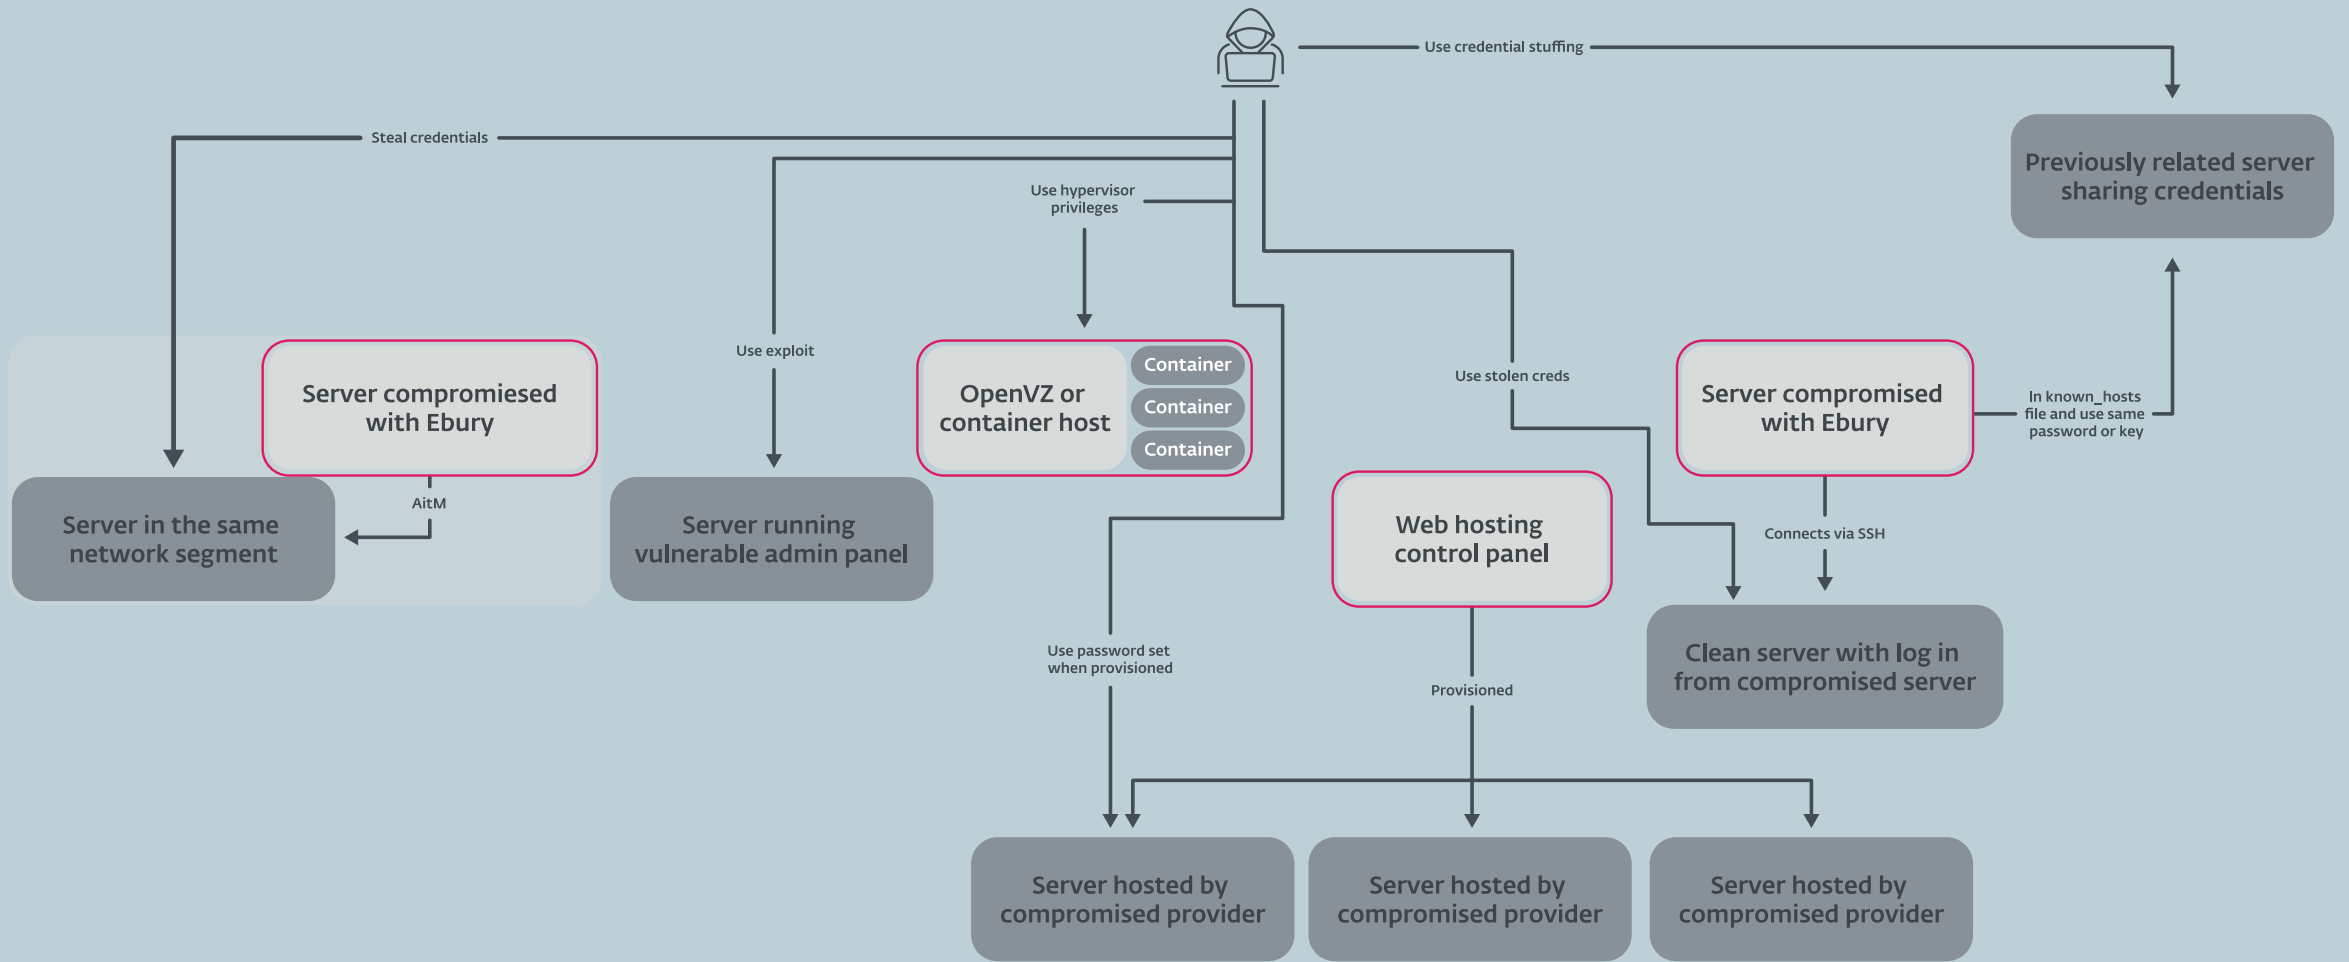 Use credential stuffing
Steal credentials
Previously related server
sharing credentials
Use hypervisor
privileges
Use exploit
Server compromiesed
with Ebury
OpenVZ or
container host
Container
Container
Container
Use stolen creds
Server compromised
with Ebury
In known_hosts
file and use same
password or key
AitM
Server in the same
network segment
Server running
vulnerable admin panel
Web hosting
control panel
Connects via SSH
Use password set
when provisioned
Provisioned
Clean server with log in
from compromised server
Server hosted by
compromised provider
Server hosted by
compromised provider
Server hosted by
compromised provider